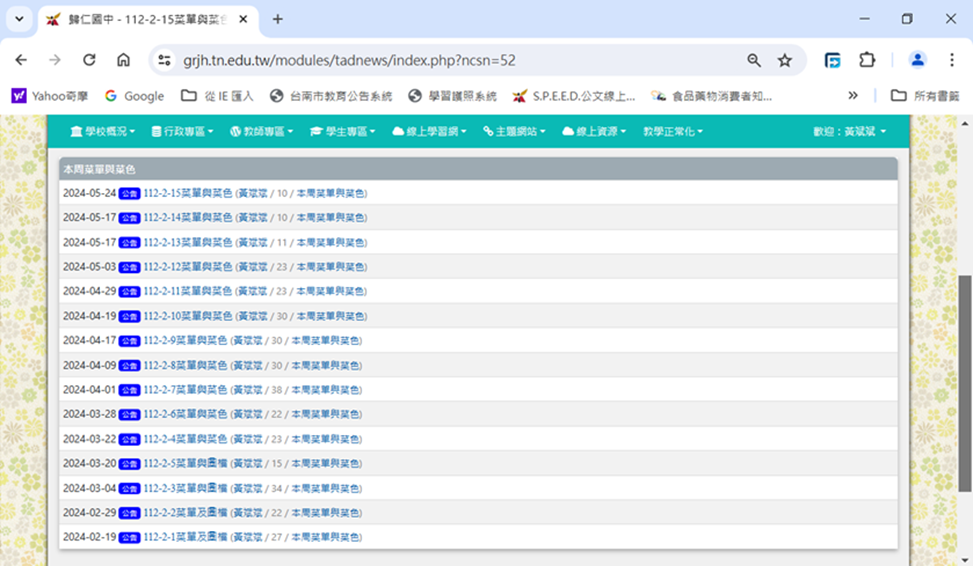 歸仁國中 - 112-2-15菜單與菜色
grjh.tn.edu.tw/modules/tadnews/index.php?ncsn=52
Yahoo奇摩 Google 從 IE 匯入 台南市教育公告系統 學習護照系統 S.P.E.E.D.公文線上... 食品藥物消費者知... » 所有書籤
學校概況 行政專區 教師專區 學生專區 線上學習網 主題網站 線上資源 教學正常化 歡迎：黃斌斌
本周菜單與菜色
2024-05-24 公告 112-2-15菜單與菜色 (黃斌斌 / 10 / 本周菜單與菜色)
2024-05-17 公告 112-2-14菜單與菜色 (黃斌斌 / 10 / 本周菜單與菜色)
2024-05-17 公告 112-2-13菜單與菜色 (黃斌斌 / 11 / 本周菜單與菜色)
2024-05-03 公告 112-2-12菜單與菜色 (黃斌斌 / 23 / 本周菜單與菜色)
2024-04-29 公告 112-2-11菜單與菜色 (黃斌斌 / 23 / 本周菜單與菜色)
2024-04-19 公告 112-2-10菜單與菜色 (黃斌斌 / 30 / 本周菜單與菜色)
2024-04-17 公告 112-2-9菜單與菜色 (黃斌斌 / 30 / 本周菜單與菜色)
2024-04-09 公告 112-2-8菜單與菜色 (黃斌斌 / 30 / 本周菜單與菜色)
2024-04-01 公告 112-2-7菜單與菜色 (黃斌斌 / 38 / 本周菜單與菜色)
2024-03-28 公告 112-2-6菜單與菜色 (黃斌斌 / 22 / 本周菜單與菜色)
2024-03-22 公告 112-2-4菜單與菜色 (黃斌斌 / 23 / 本周菜單與菜色)
2024-03-20 公告 112-2-5菜單與圖檔 (黃斌斌 / 15 / 本周菜單與菜色)
2024-03-04 公告 112-2-3菜單與圖檔 (黃斌斌 / 34 / 本周菜單與菜色)
2024-02-29 公告 112-2-2菜單及圖檔 (黃斌斌 / 22 / 本周菜單與菜色)
2024-02-19 公告 112-2-1菜單及圖檔 (黃斌斌 / 27 / 本周菜單與菜色)